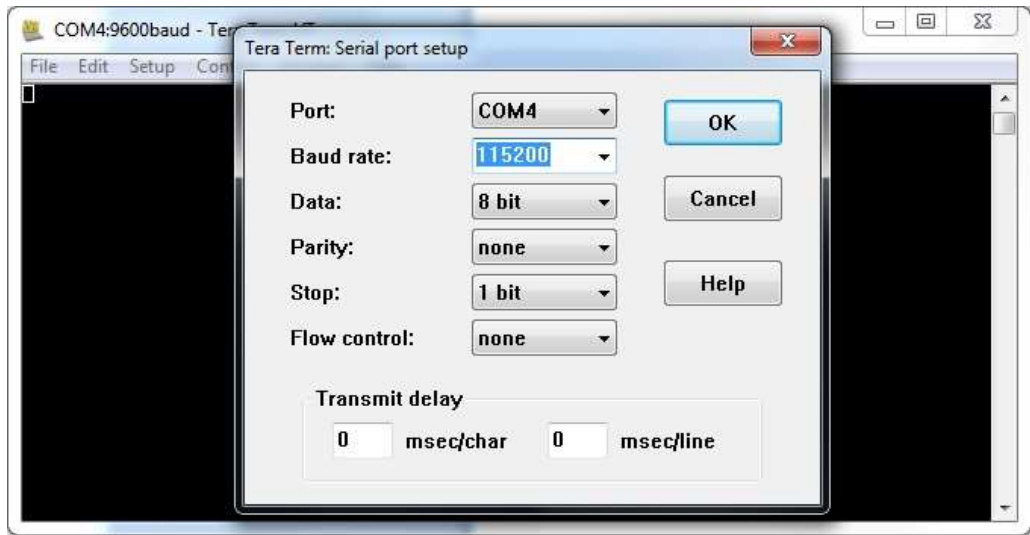 COM4:9600baud - Ter
Tera Term: Serial port setup
File Edit Setup
Port: COM4 OK
Baud rate: 115200
Data: 8 bit Cancel
Parity: none
Stop: 1 bit Help
Flow control: none
Transmit delay
0 msec/char 0 msec/line